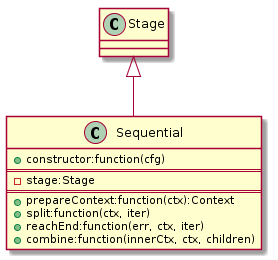 C Stage
C Sequential
constructor:function(cfg)
stage:Stage
prepareContext:function(ctx):Context
split:function(ctx, iter)
reachEnd:function(err, ctx, iter)
combine:function(innerCtx, ctx, children)